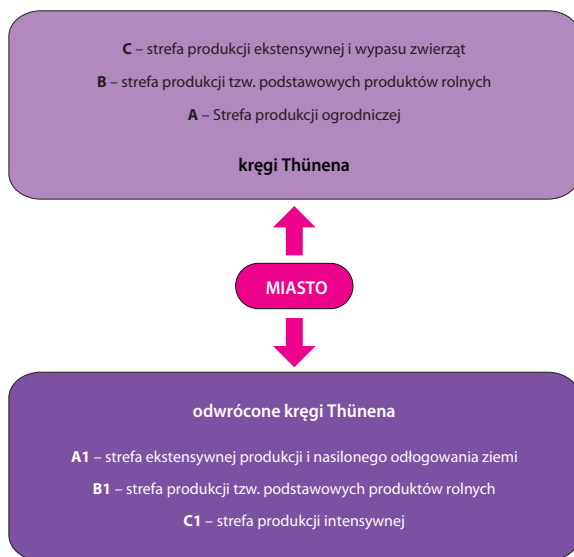 C – strefa produkcji ekstensywnej i wypasu zwierząt
B – strefa produkcji tzw. podstawowych produktów rolnych
A – Strefa produkcji ogrodniczej
kręgi Thünena
MIASTO
odwrócone kręgi Thünena
A1 – strefa ekstensywnej produkcji i nasilonego odłogowania ziemi
B1 – strefa produkcji tzw. podstawowych produktów rolnych
C1 – strefa produkcji intensywnej